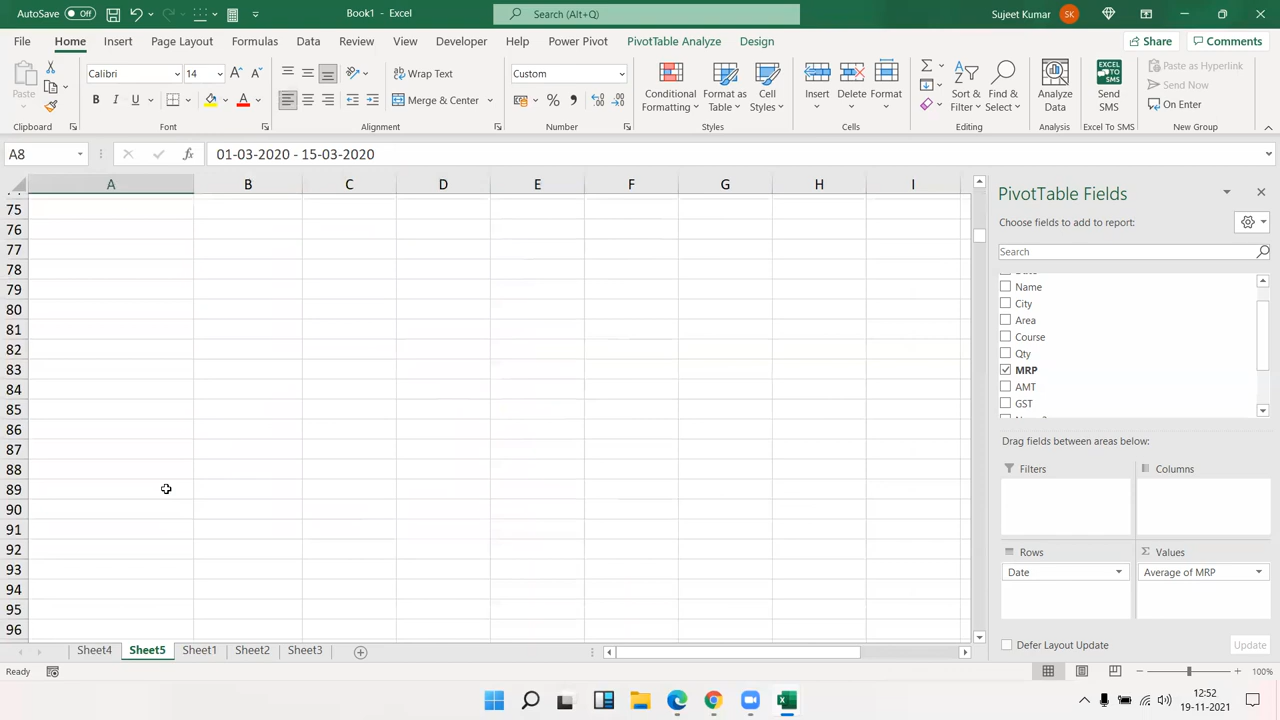 AutoSave Off Book1 - Excel Search (Alt+Q) Sujeet Kumar SK
File Home Insert Page Layout Formulas Data Review View Developer Help Power Pivot PivotTable Analyze Design Share Comments
Paste Calibri 14 Wrap Text Custom Conditional Formatting Format as Table Cell Styles Insert Delete Format Sort & Filter Find & Select Analyze Data Send SMS Paste as Hyperlink
Send Now
B I U A Merge & Center % On Enter
Clipboard Font Alignment Number Styles Cells Editing Analysis Excel To SMS New Group
A8 fx 01-03-2020 - 15-03-2020
A B C D E F G H I
75
76
77
78
79
80
81
82
83
84
85
86
87
88
89
90
91
92
93
94
95
96
PivotTable Fields
Choose fields to add to report:
Search
Name
City
Area
Course
Qty
MRP
AMT
GST
Drag fields between areas below:
Filters Columns
Rows Values
Date Average of MRP
Defer Layout Update Update
Sheet4 Sheet5 Sheet1 Sheet2 Sheet3
Ready 100%
12:52
19-11-2021